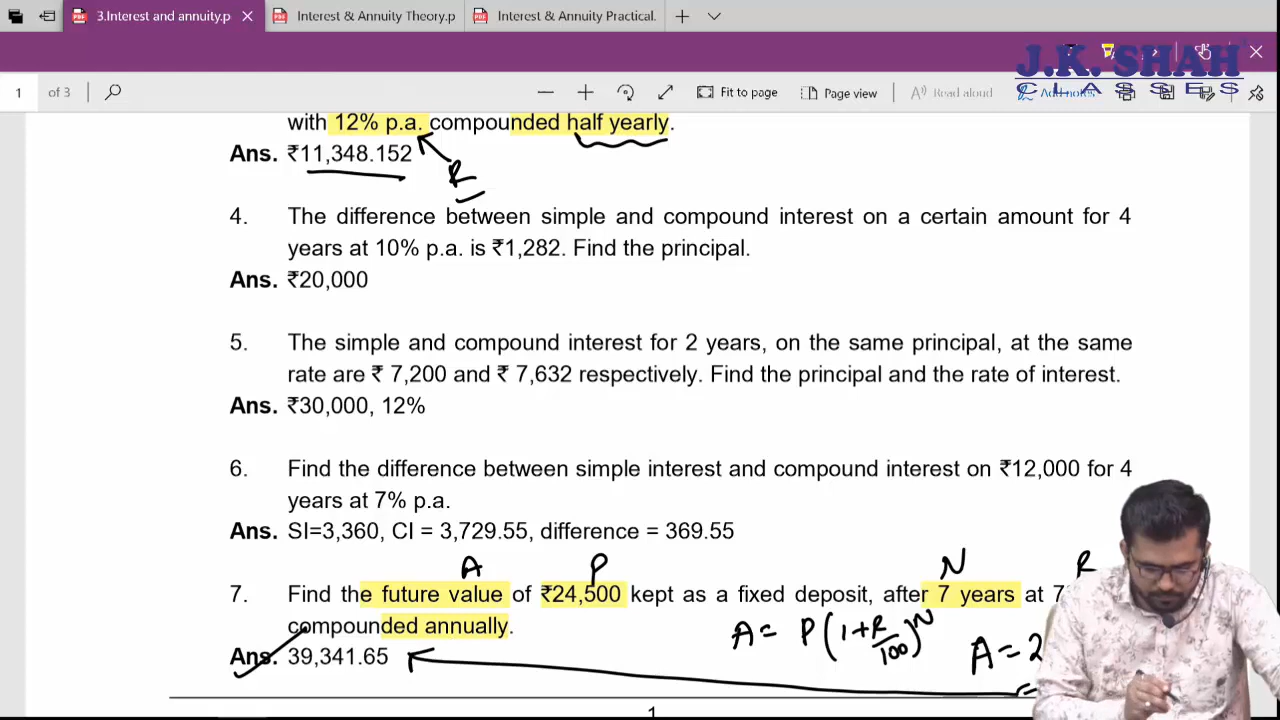 3.Interest and annuity.p
Interest & Annuity Theory.p
Interest & Annuity Practical.
J.K. SHAH
CLASSES
1 of 3
Fit to page
Page view
Read aloud
Add notes
with 12% p.a. compounded half yearly.
Ans. ₹11,348.152
R
4. The difference between simple and compound interest on a certain amount for 4
years at 10% p.a. is ₹1,282. Find the principal.
Ans. ₹20,000
5. The simple and compound interest for 2 years, on the same principal, at the same
rate are ₹ 7,200 and ₹ 7,632 respectively. Find the principal and the rate of interest.
Ans. ₹30,000, 12%
6. Find the difference between simple interest and compound interest on ₹12,000 for 4
years at 7% p.a.
Ans. SI=3,360, CI = 3,729.55, difference = 369.55
A P N R
7. Find the future value of ₹24,500 kept as a fixed deposit, after 7 years at 7
compounded annually.
A = P(1+R/100)^N
A = 2
Ans. 39,341.65
1